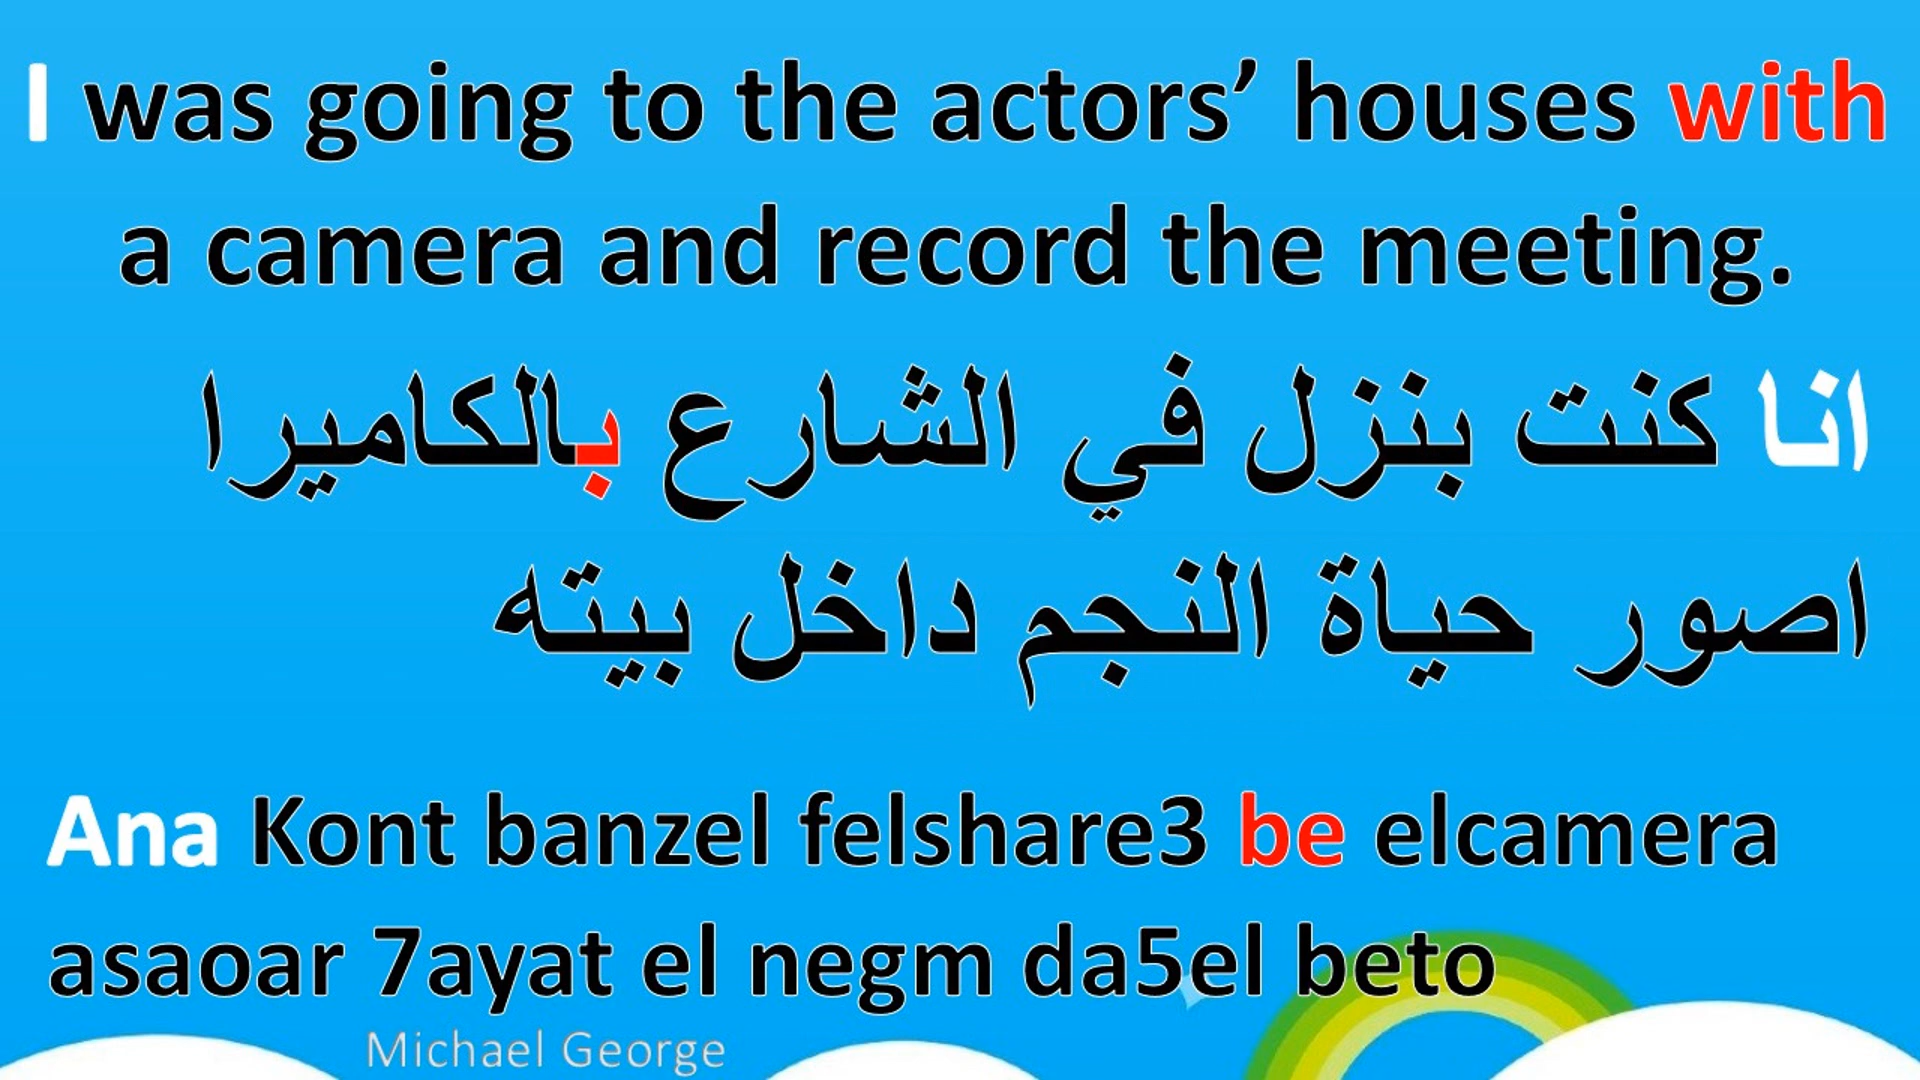 I was going to the actors’ houses with
a camera and record the meeting.
انا كنت بنزل في الشارع بالكاميرا
اصور حياة النجم داخل بيته
Ana Kont banzel felshare3 be elcamera
asaoar 7ayat el negm da5el beto
Michael George